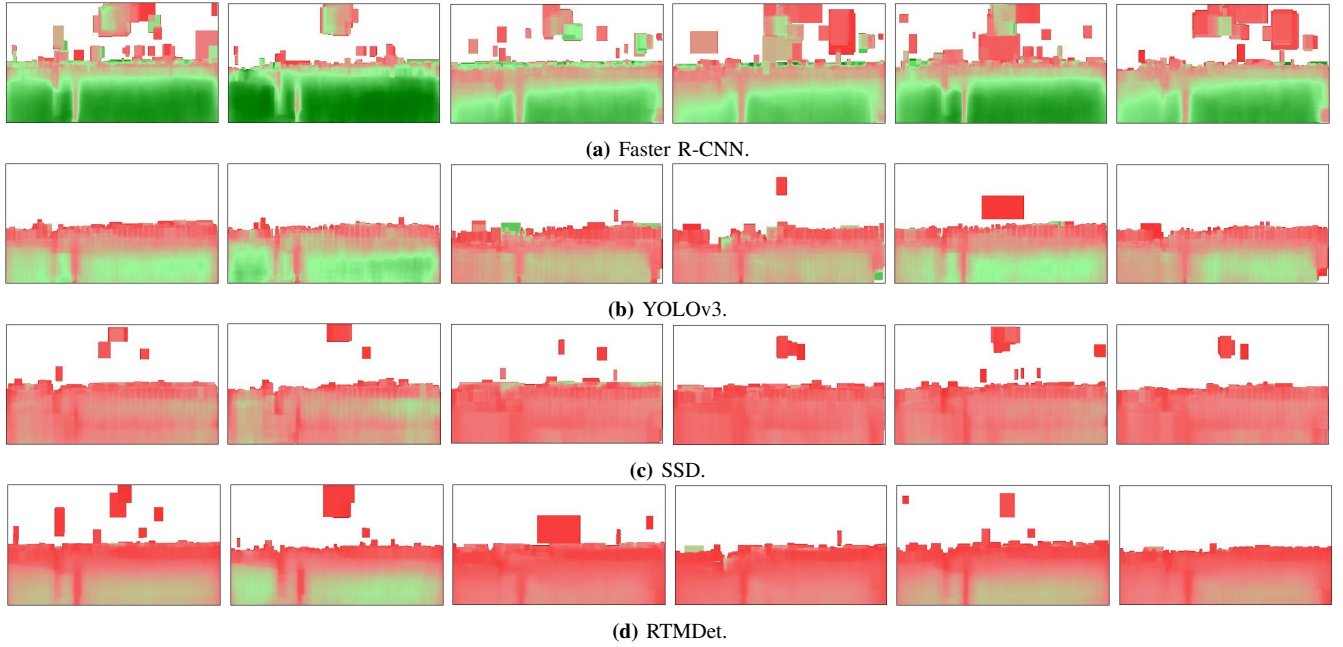 (a) Faster R-CNN.
(b) YOLOv3.
(c) SSD.
(d) RTMDet.